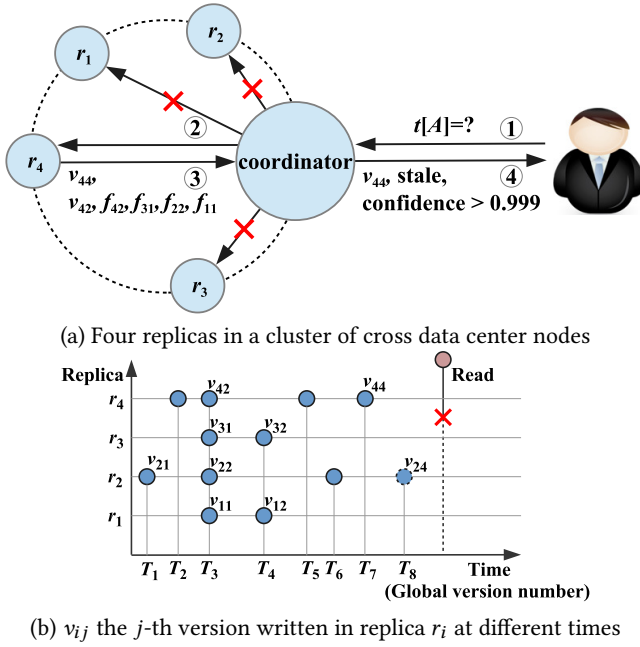 r2
r1
② 
t[A]=? ①
r4
coordinator
③
v44,
v42, f42, f31, f22, f11
④
v44, stale,
confidence > 0.999
r3
(a) Four replicas in a cluster of cross data center nodes
Replica
Read
r4
v42
v44
r3
v31
v32
r2
v21
v22
v24
r1
v11
v12
T1 T2 T3 T4 T5 T6 T7 T8 Time
(Global version number)
(b) vij the j-th version written in replica ri at different times